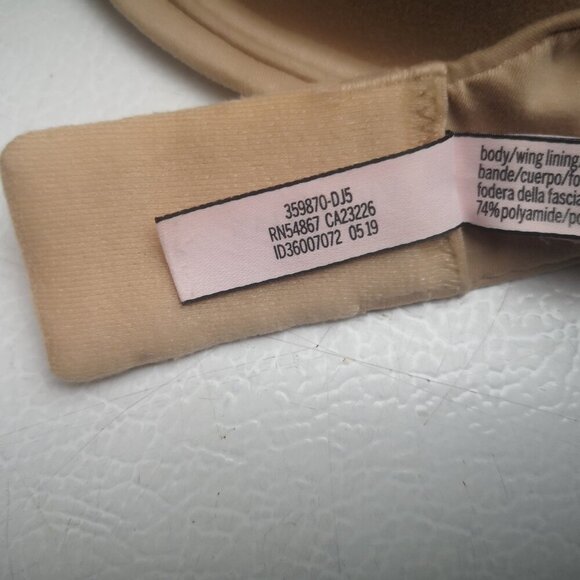 359870-DJ5
RN54867 CA23226
ID36007072 0519
body/wing lining:
bande/cuerpo/fo
fodera della fascia
74%polyamide/po